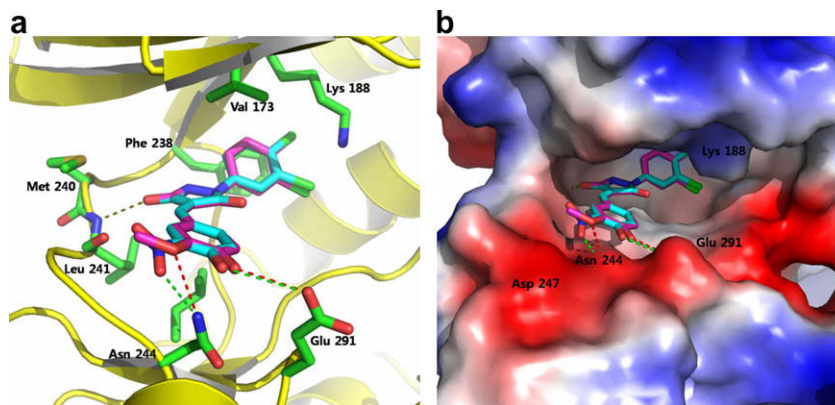 a
Val 173
Lys 188
Phe 238
Met 240
Leu 241
Asn 244
Glu 291
b
Lys 188
Glu 291
Asn 244
Asp 247